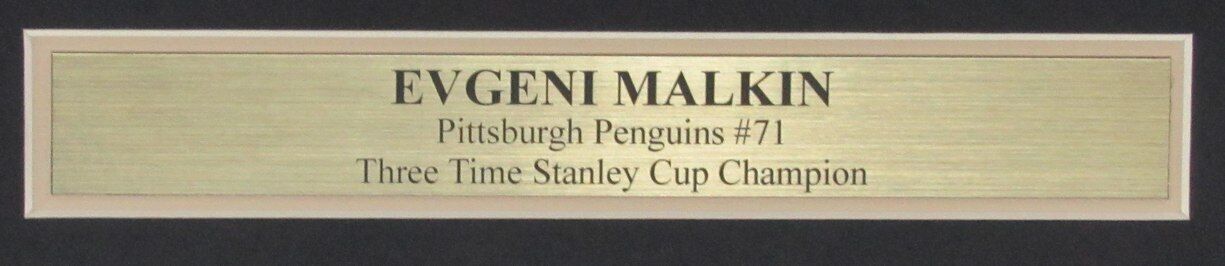 EVGENI MALKIN
Pittsburgh Penguins #71
Three Time Stanley Cup Champion